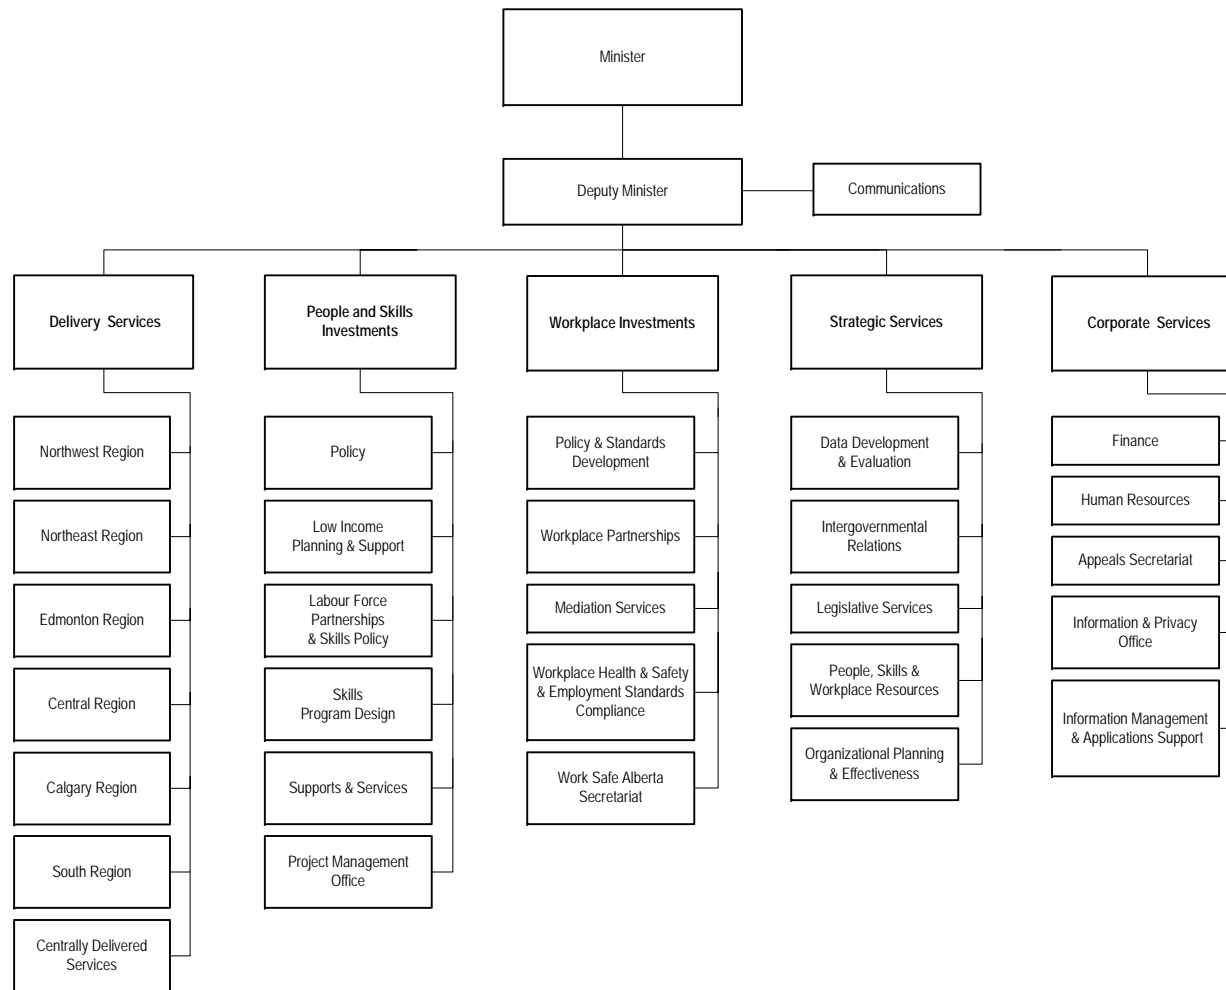 Minister
Deputy Minister
Communications
Delivery Services
People and Skills
Investments
Workplace Investments
Strategic Services
Corporate Services
Northwest Region
Northeast Region
Edmonton Region
Central Region
Calgary Region
South Region
Centrally Delivered
Services
Policy
Low Income
Planning & Support
Labour Force
Partnerships
& Skills Policy
Skills
Program Design
Supports & Services
Project Management
Office
Policy & Standards
Development
Workplace Partnerships
Mediation Services
Workplace Health & Safety
& Employment Standards
Compliance
Work Safe Alberta
Secretariat
Data Development
& Evaluation
Intergovernmental
Relations
Legislative Services
People, Skills &
Workplace Resources
Organizational Planning
& Effectiveness
Finance
Human Resources
Appeals Secretariat
Information & Privacy
Office
Information Management
& Applications Support